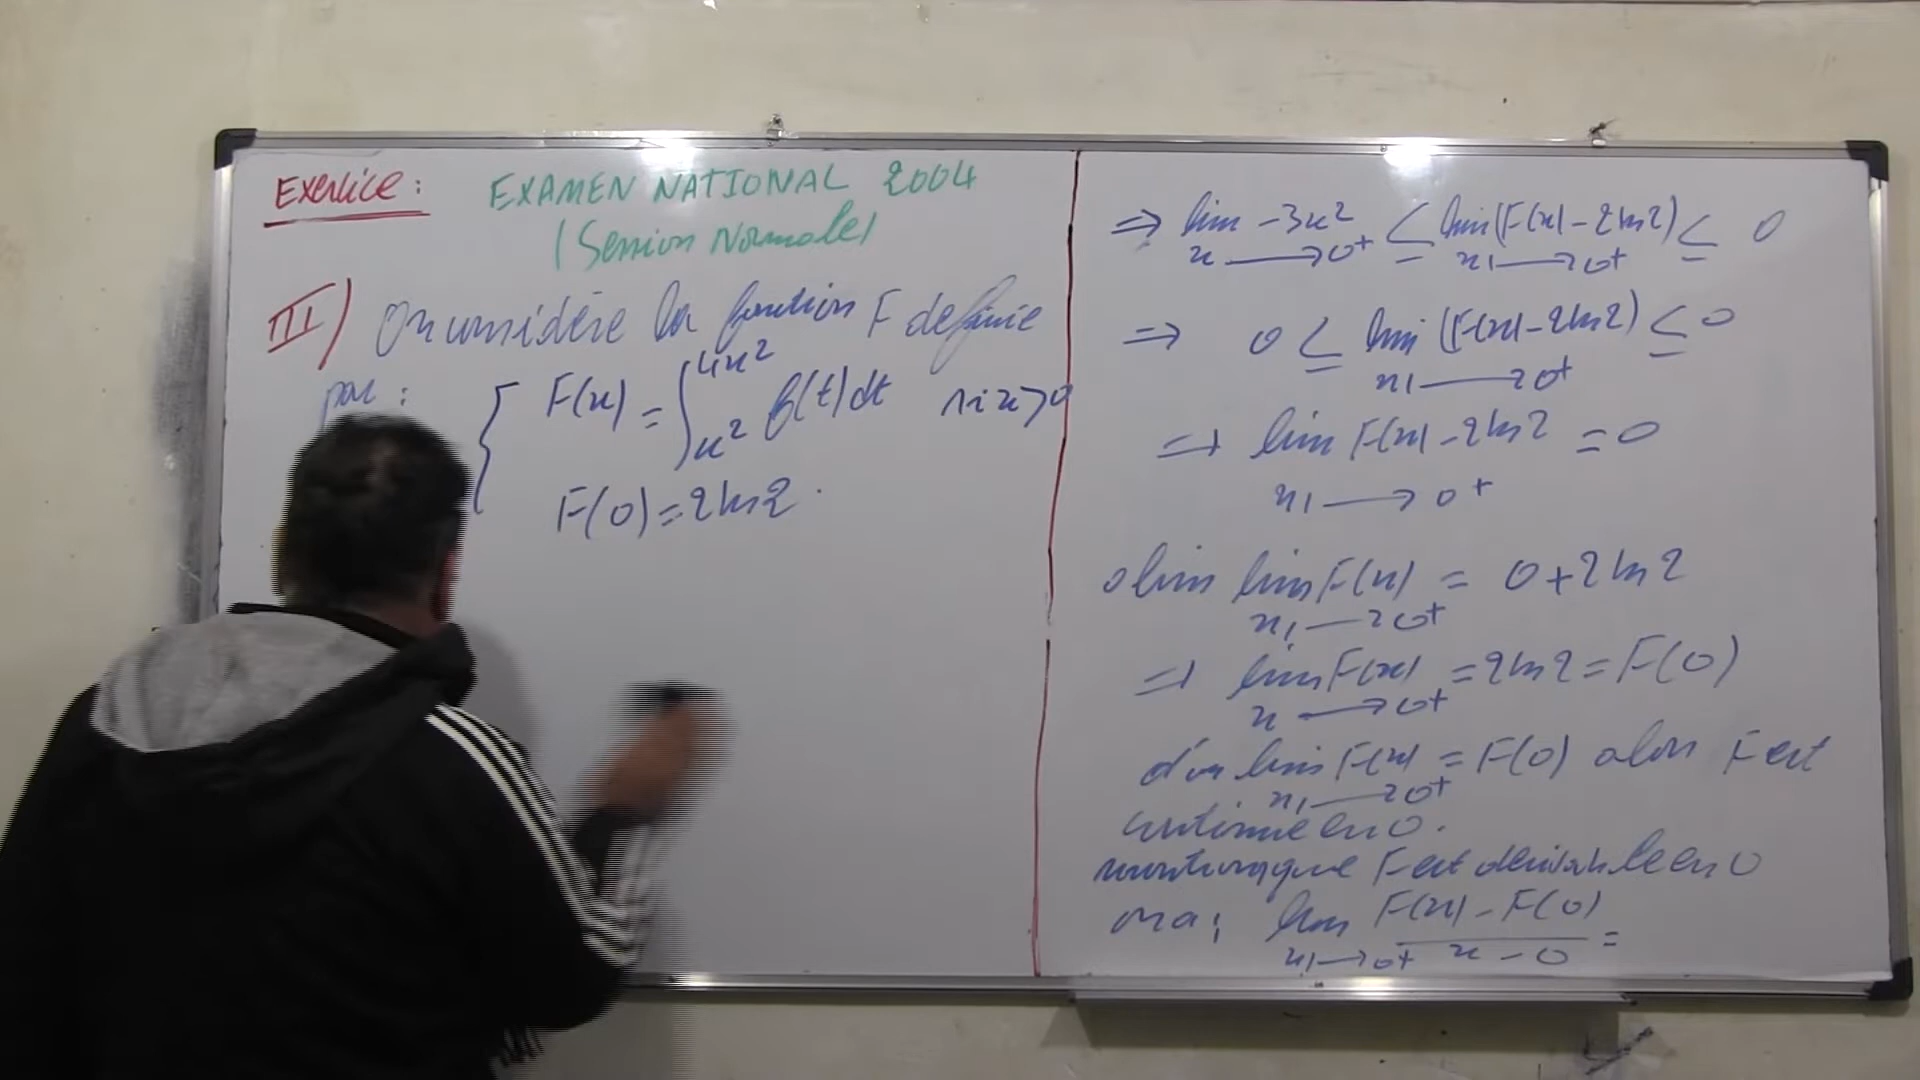 Exercice : EXAMEN NATIONAL 2004
(Session Normale)
III) On considère la fonction F definie
par : { F(x) = ∫_{x²}^{4x²} f(t)dt si x>0
F(0) = 2ln2.
⇒ lim_{x→0+} -3x² ≤ lim_{x→0+} (F(x) - 2ln2) ≤ 0
⇒ 0 ≤ lim_{x→0+} (F(x) - 2ln2) ≤ 0
⇒ lim_{x→0+} F(x) - 2ln2 = 0
alors lim_{x→0+} F(x) = 0 + 2ln2
⇒ lim_{x→0+} F(x) = 2ln2 = F(0)
d'où lim_{x→0+} F(x) = F(0) alors F est
continue en 0.
montrons que F est derivable en 0
on a : lim_{x→0+} (F(x) - F(0))/(x - 0) =